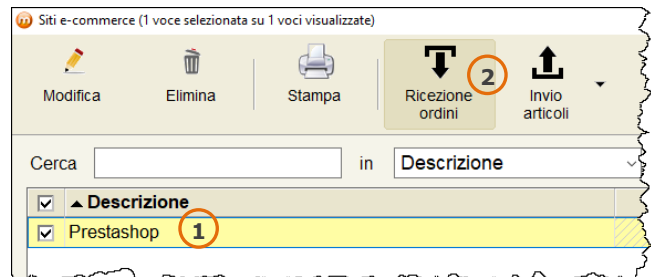 Siti e-commerce (1 voce selezionata su 1 voci visualizzate)
Modifica
Elimina
Stampa
Ricezione
ordini
2
Invio
articoli
Cerca
in
Descrizione
Descrizione
Prestashop
1